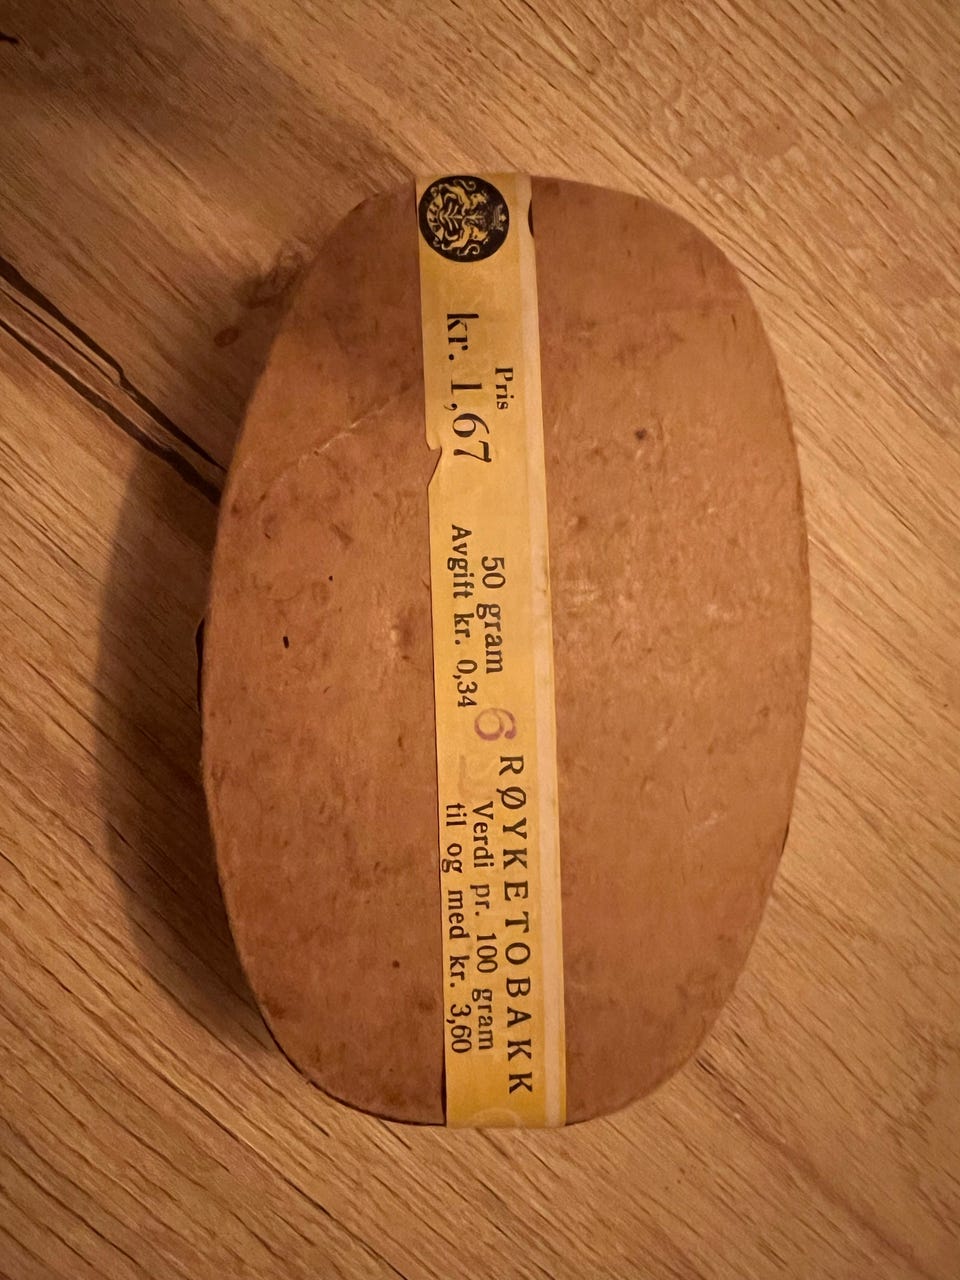 Pris
kr. 1,67
50 gram
Avgift kr. 0,34
6
RØYKETOBAKK
Verdi pr. 100 gram
til og med kr. 3,60